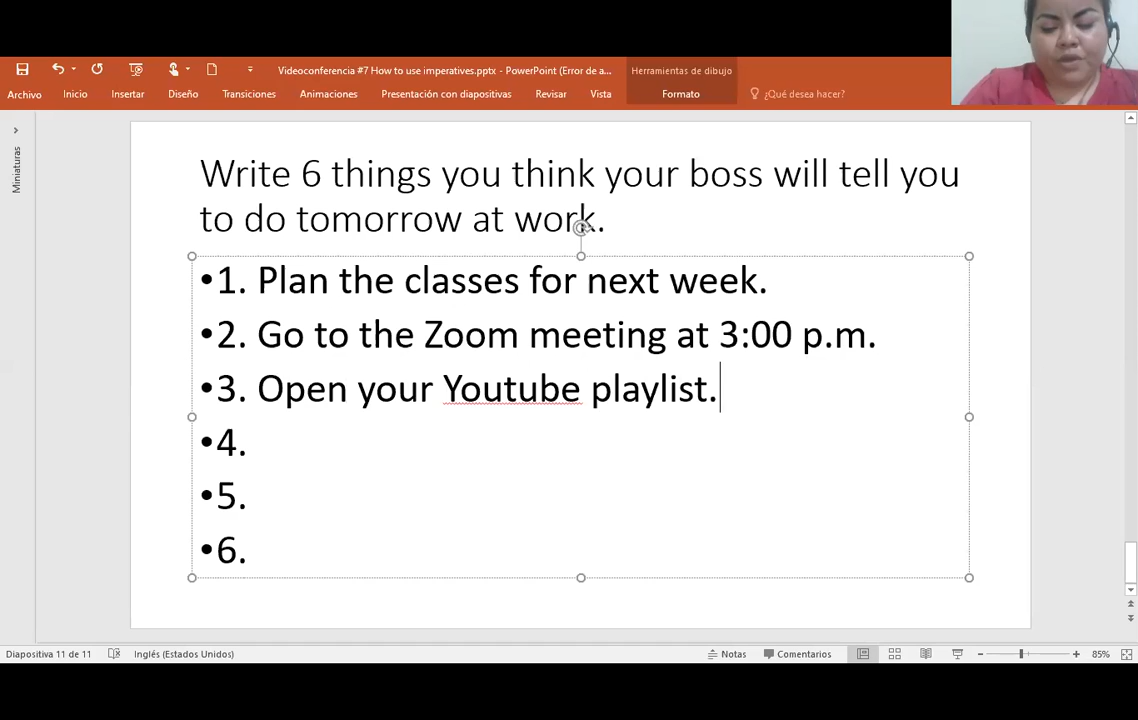 Videoconferencia #7 How to use imperatives.pptx - PowerPoint (Error de a...
Herramientas de dibujo
Archivo Inicio Insertar Diseño Transiciones Animaciones Presentación con diapositivas Revisar Vista Formato ¿Qué desea hacer?
Miniaturas
Write 6 things you think your boss will tell you
to do tomorrow at work.
•1. Plan the classes for next week.
•2. Go to the Zoom meeting at 3:00 p.m.
•3. Open your Youtube playlist.
•4.
•5.
•6.
Diapositiva 11 de 11 Inglés (Estados Unidos) Notas Comentarios 85%